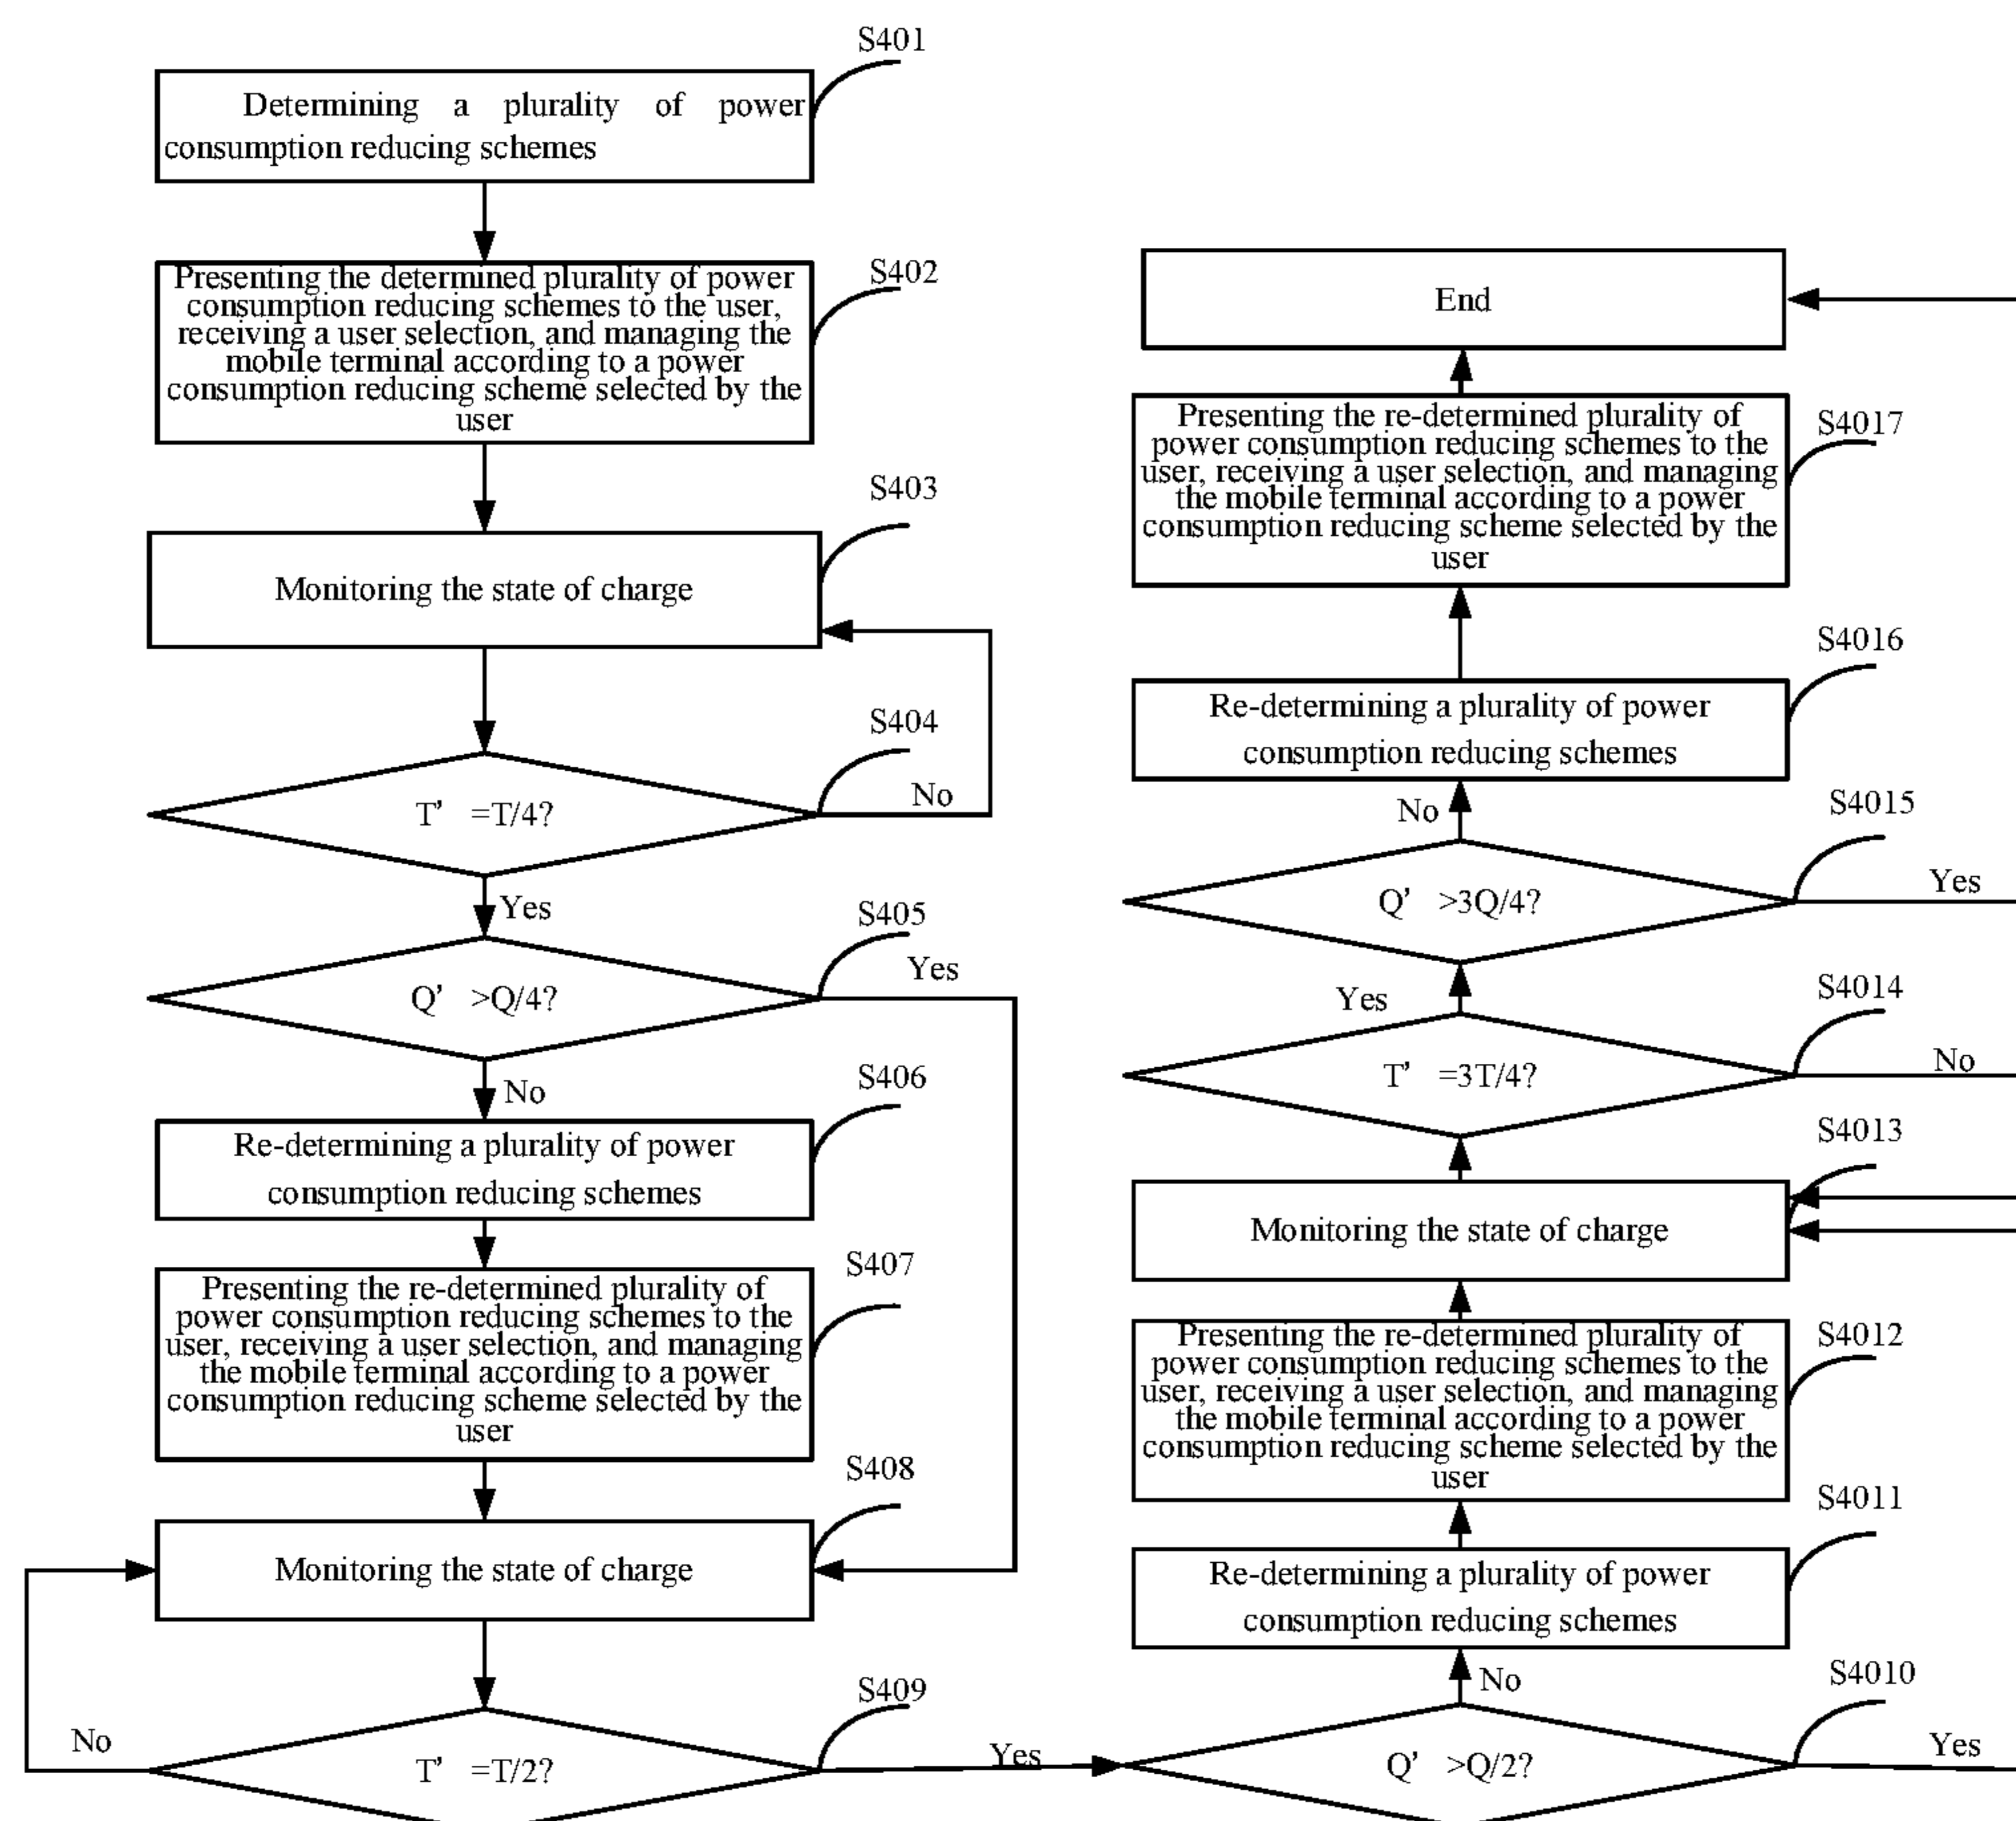 S401
Determining a plurality of power
consumption reducing schemes
S402
Presenting the determined plurality of power
consumption reducing schemes to the user,
receiving a user selection, and managing the
mobile terminal according to a power
consumption reducing scheme selected by the
user
S403
Monitoring the state of charge
S404
T' =T/4?
No
Yes
S405
Q' >Q/4?
Yes
No
S406
Re-determining a plurality of power
consumption reducing schemes
S407
Presenting the re-determined plurality of
power consumption reducing schemes to the
user, receiving a user selection, and managing
the mobile terminal according to a power
consumption reducing scheme selected by the
user
S408
Monitoring the state of charge
S409
No
T' =T/2?
Yes
End
S4017
Presenting the re-determined plurality of
power consumption reducing schemes to the
user, receiving a user selection, and managing
the mobile terminal according to a power
consumption reducing scheme selected by the
user
S4016
Re-determining a plurality of power
consumption reducing schemes
No
S4015
Q' >3Q/4?
Yes
Yes
S4014
T' =3T/4?
No
S4013
Monitoring the state of charge
S4012
Presenting the re-determined plurality of
power consumption reducing schemes to the
user, receiving a user selection, and managing
the mobile terminal according to a power
consumption reducing scheme selected by the
user
S4011
Re-determining a plurality of power
consumption reducing schemes
No
S4010
Q' >Q/2?
Yes